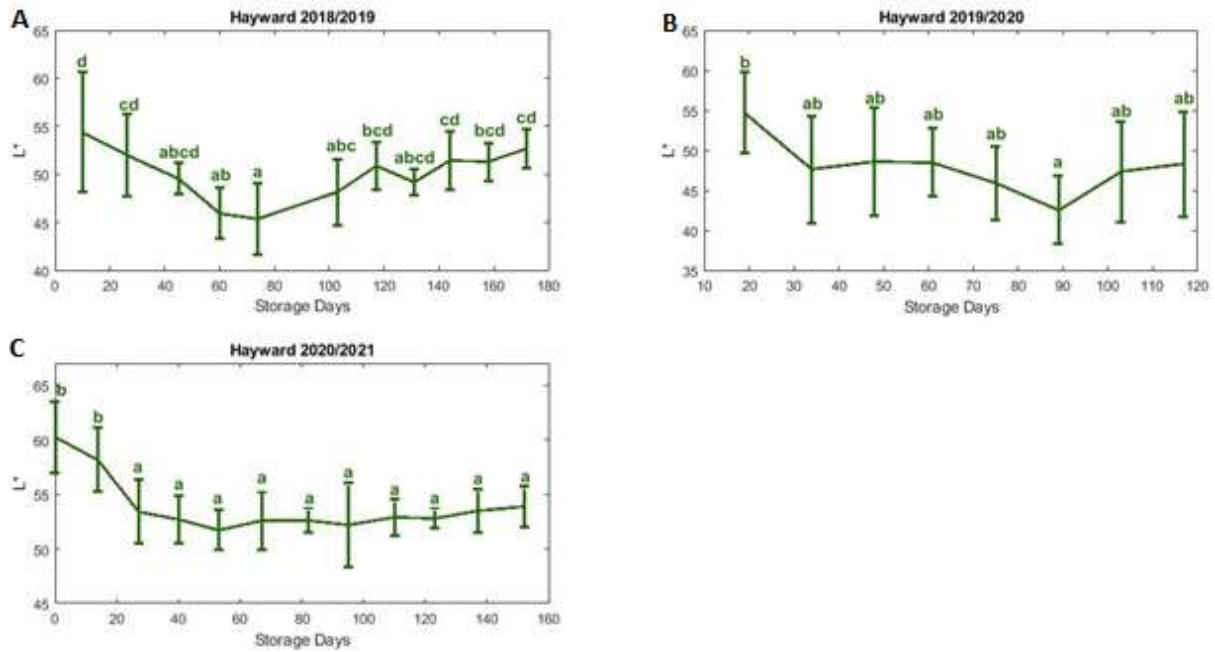 A
Hayward 2018/2019
65
60
55
50
45
40
L*
d
cd
abcd
ab
a
abc
bcd
abcd
cd
bcd
cd
0 20 40 60 80 100 120 140 160 180
Storage Days
B
Hayward 2019/2020
65
60
55
50
45
40
35
L*
b
ab
ab
ab
ab
a
ab
ab
10 20 30 40 50 60 70 80 90 100 110 120
Storage Days
C
Hayward 2020/2021
65
60
55
50
45
L*
b
b
a
a
a
a
a
a
a
a
a
a
0 20 40 60 80 100 120 140 160
Storage Days